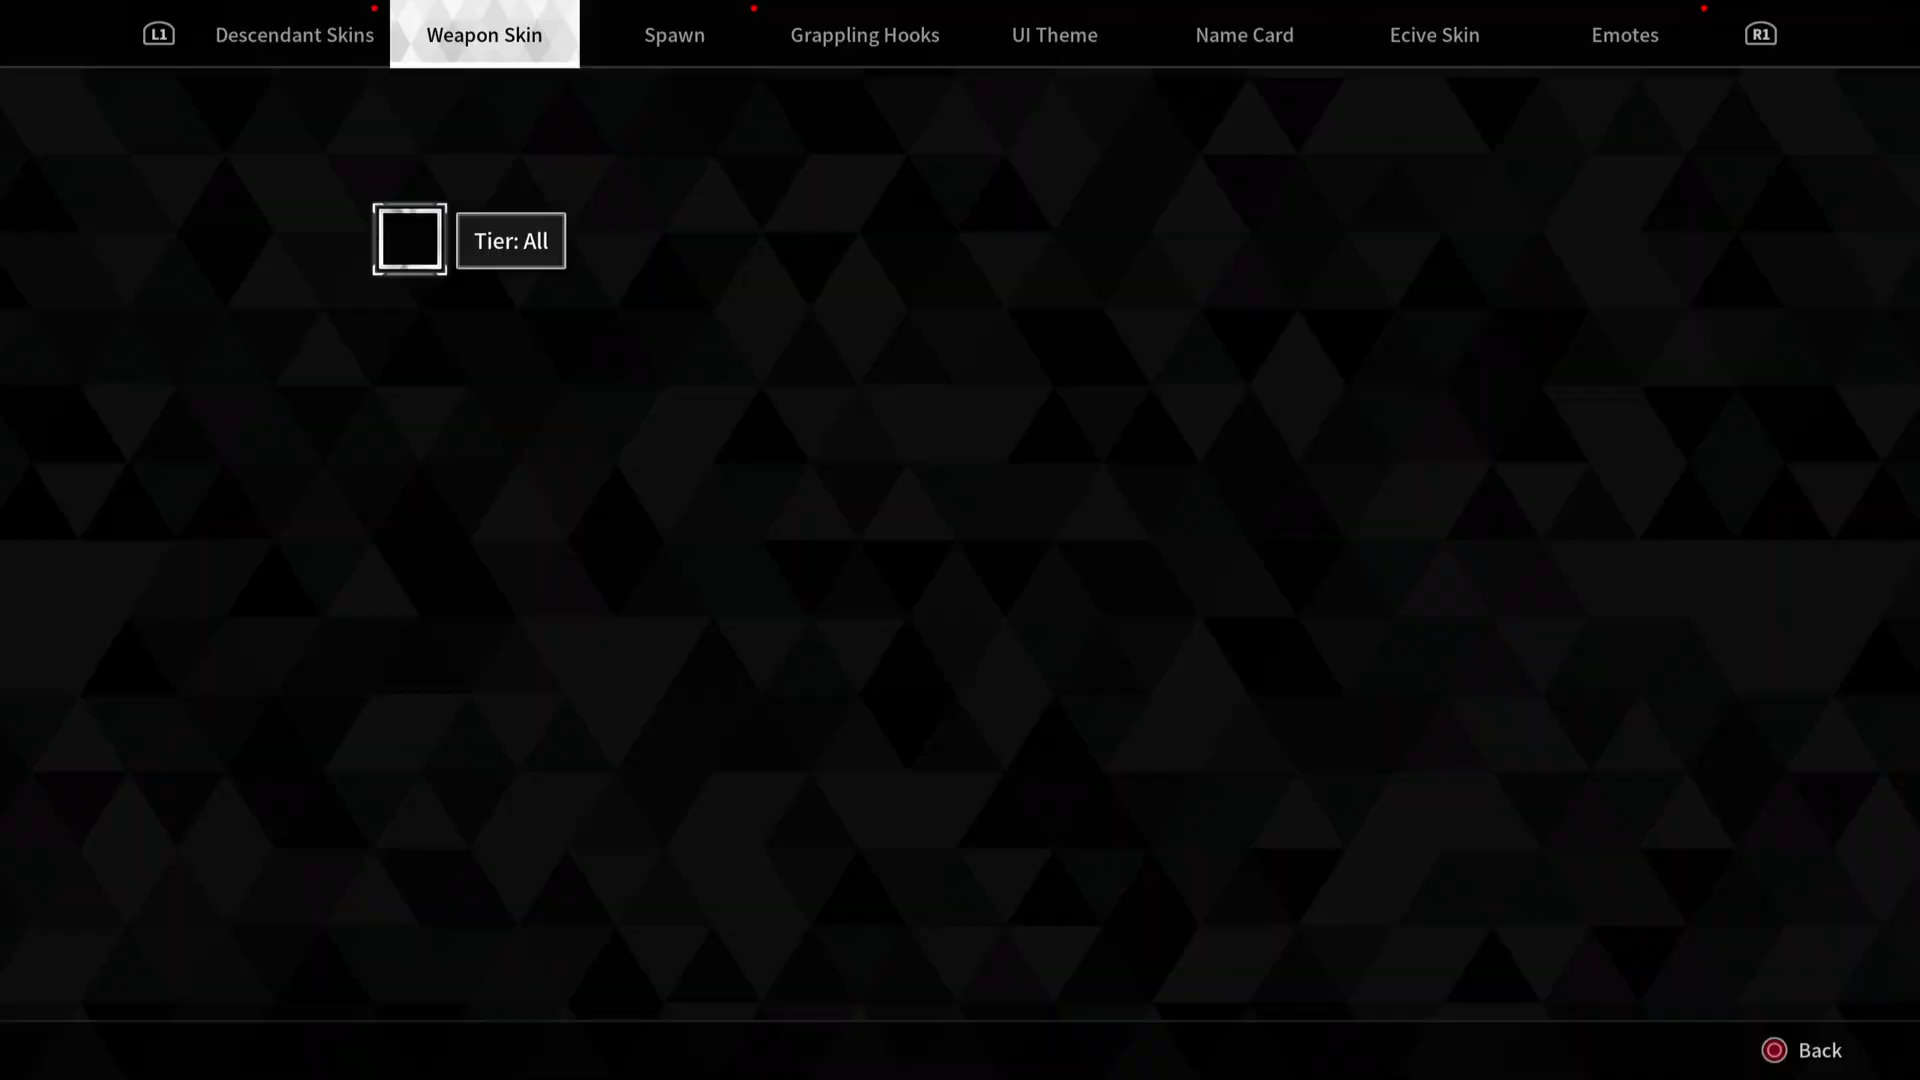 L1 Descendant Skins Weapon Skin Spawn Grappling Hooks UI Theme Name Card Ecive Skin Emotes R1
Tier: All
Back